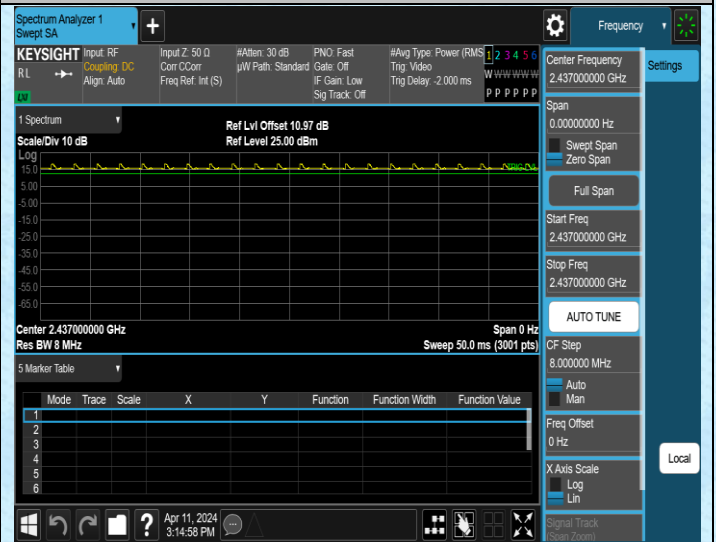 Spectrum Analyzer 1
Swept SA
Frequency
KEYSIGHT
RL
LXI
Input: RF
Coupling: DC
Align: Auto
Input Z: 50 Ω
Corr CCorr
Freq Ref: Int (S)
#Atten: 30 dB
µW Path: Standard
PNO: Fast
Gate: Off
IF Gain: Low
Sig Track: Off
#Avg Type: Power (RMS
Trig: Video
Trig Delay: -2.000 ms
1 2 3 4 5 6
W W W W W W
P P P P P P
1 Spectrum
Scale/Div 10 dB
Ref Lvl Offset 10.97 dB
Ref Level 25.00 dBm
Log
15.0
5.00
-5.00
-15.0
-25.0
-35.0
-45.0
-55.0
-65.0
Center 2.437000000 GHz
Span 0 Hz
Res BW 8 MHz
Sweep 50.0 ms (3001 pts)
5 Marker Table
Mode Trace Scale X Y Function Function Width Function Value
1
2
3
4
5
6
Center Frequency
2.437000000 GHz
Settings
Span
0.00000000 Hz
Swept Span
Zero Span
Full Span
Start Freq
2.437000000 GHz
Stop Freq
2.437000000 GHz
AUTO TUNE
CF Step
8.000000 MHz
Auto
Man
Freq Offset
0 Hz
X Axis Scale
Log
Lin
Local
Signal Track
(Span Zoom)
?
Apr 11, 2024
3:14:58 PM